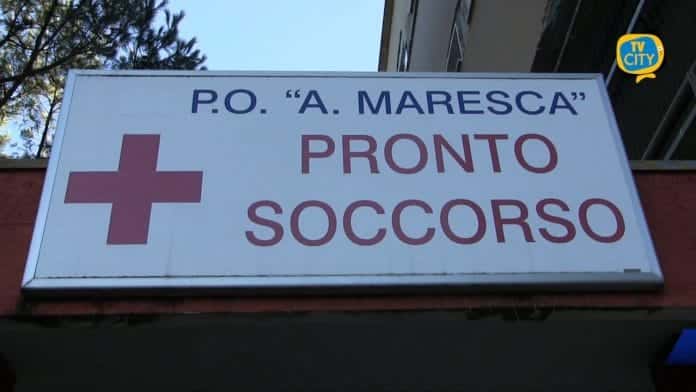 TV
CITY
P.O. "A. MARESCA"
PRONTO
SOCCORSO